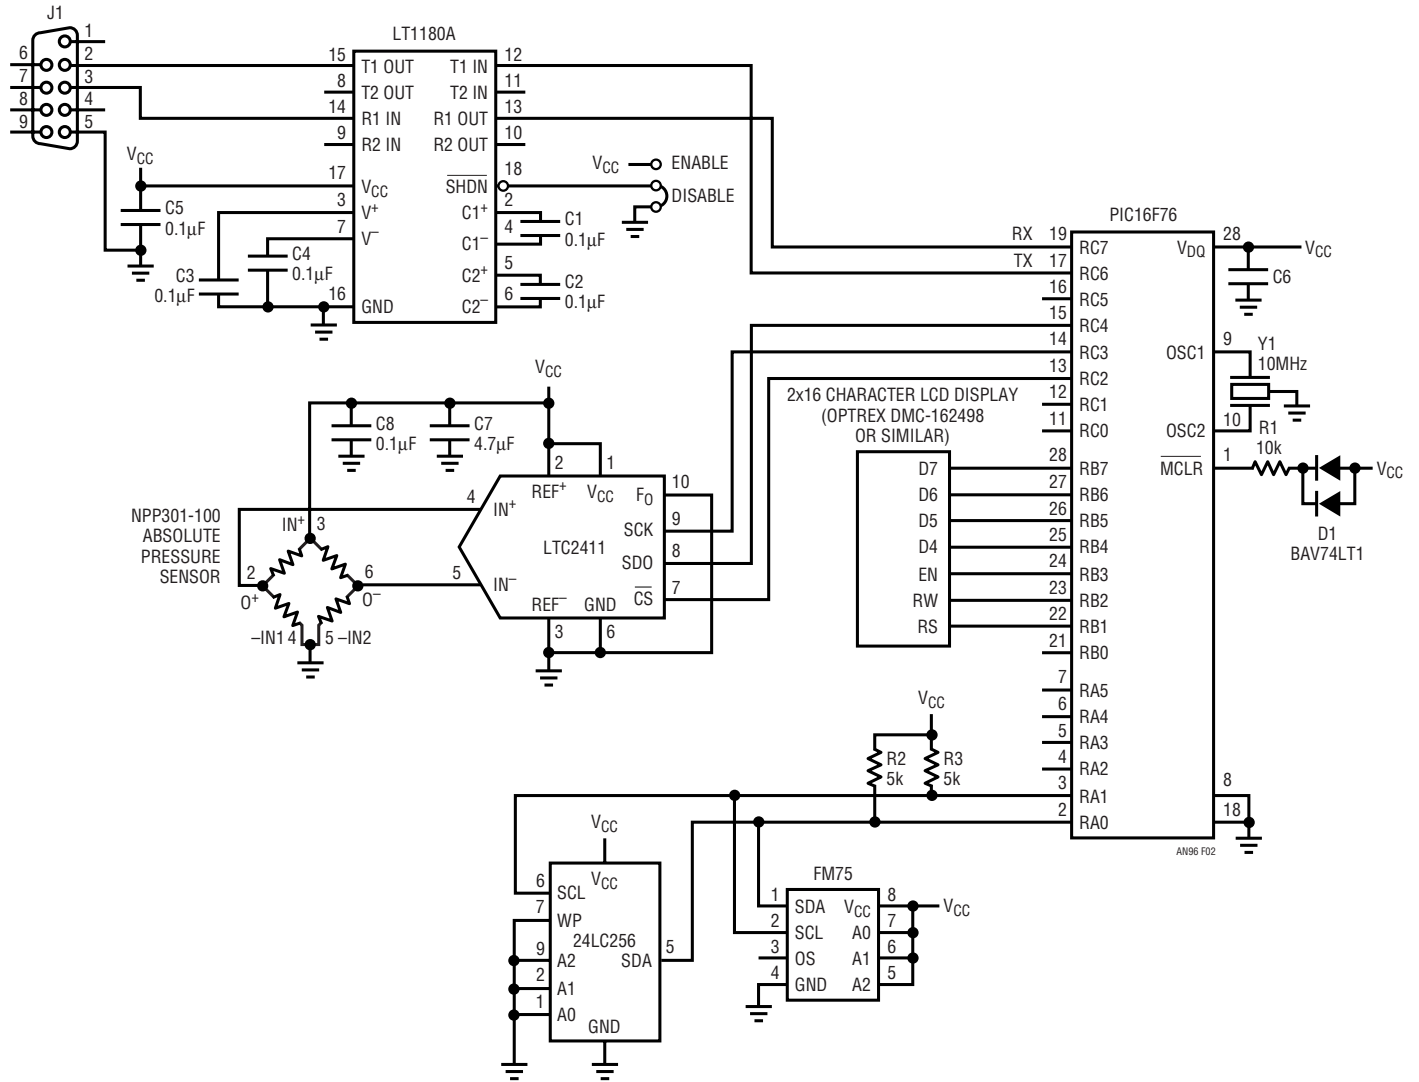 J1
1
6
2
7
3
8
4
9
5
LT1180A
15 T1 OUT T1 IN 12
8 T2 OUT T2 IN 11
14 R1 IN R1 OUT 13
9 R2 IN R2 OUT 10
17 VCC SHDN 18
3 V+ C1+ 2
7 V– C1– 4
C2+ 5
16 GND C2– 6
VCC
C5
0.1µF
C3
0.1µF
C4
0.1µF
VCC ENABLE
DISABLE
C1
0.1µF
C2
0.1µF
PIC16F76
RX 19 RC7 VDQ 28 VCC
TX 17 RC6
C6
16 RC5
15 RC4
14 RC3 OSC1 9
13 RC2
12 RC1
11 RC0 OSC2 10
28 RB7 MCLR 1
27 RB6
26 RB5
25 RB4
24 RB3
23 RB2
22 RB1
21 RB0
7 RA5
6 RA4
5 RA3
4 RA2
3 RA1 8
2 RA0 18
Y1
10MHz
R1
10k
VCC
D1
BAV74LT1
AN96 F02
2x16 CHARACTER LCD DISPLAY
(OPTREX DMC-162498
OR SIMILAR)
D7
D6
D5
D4
EN
RW
RS
VCC
C8
0.1µF
C7
4.7µF
2 1
REF+ VCC FO 10
4 IN+
SCK 9
LTC2411
SDO 8
5 IN–
REF– GND CS 7
3 6
NPP301-100
ABSOLUTE
PRESSURE
SENSOR
IN+ 3
2 6
O+ O–
–IN1 4 5 –IN2
VCC
R2
5k
R3
5k
VCC
VCC
6 SCL
7 WP
24LC256
9 A2 SDA 5
2 A1
1 A0
GND
FM75
1 SDA VCC 8 VCC
2 SCL A0 7
3 OS A1 6
4 GND A2 5